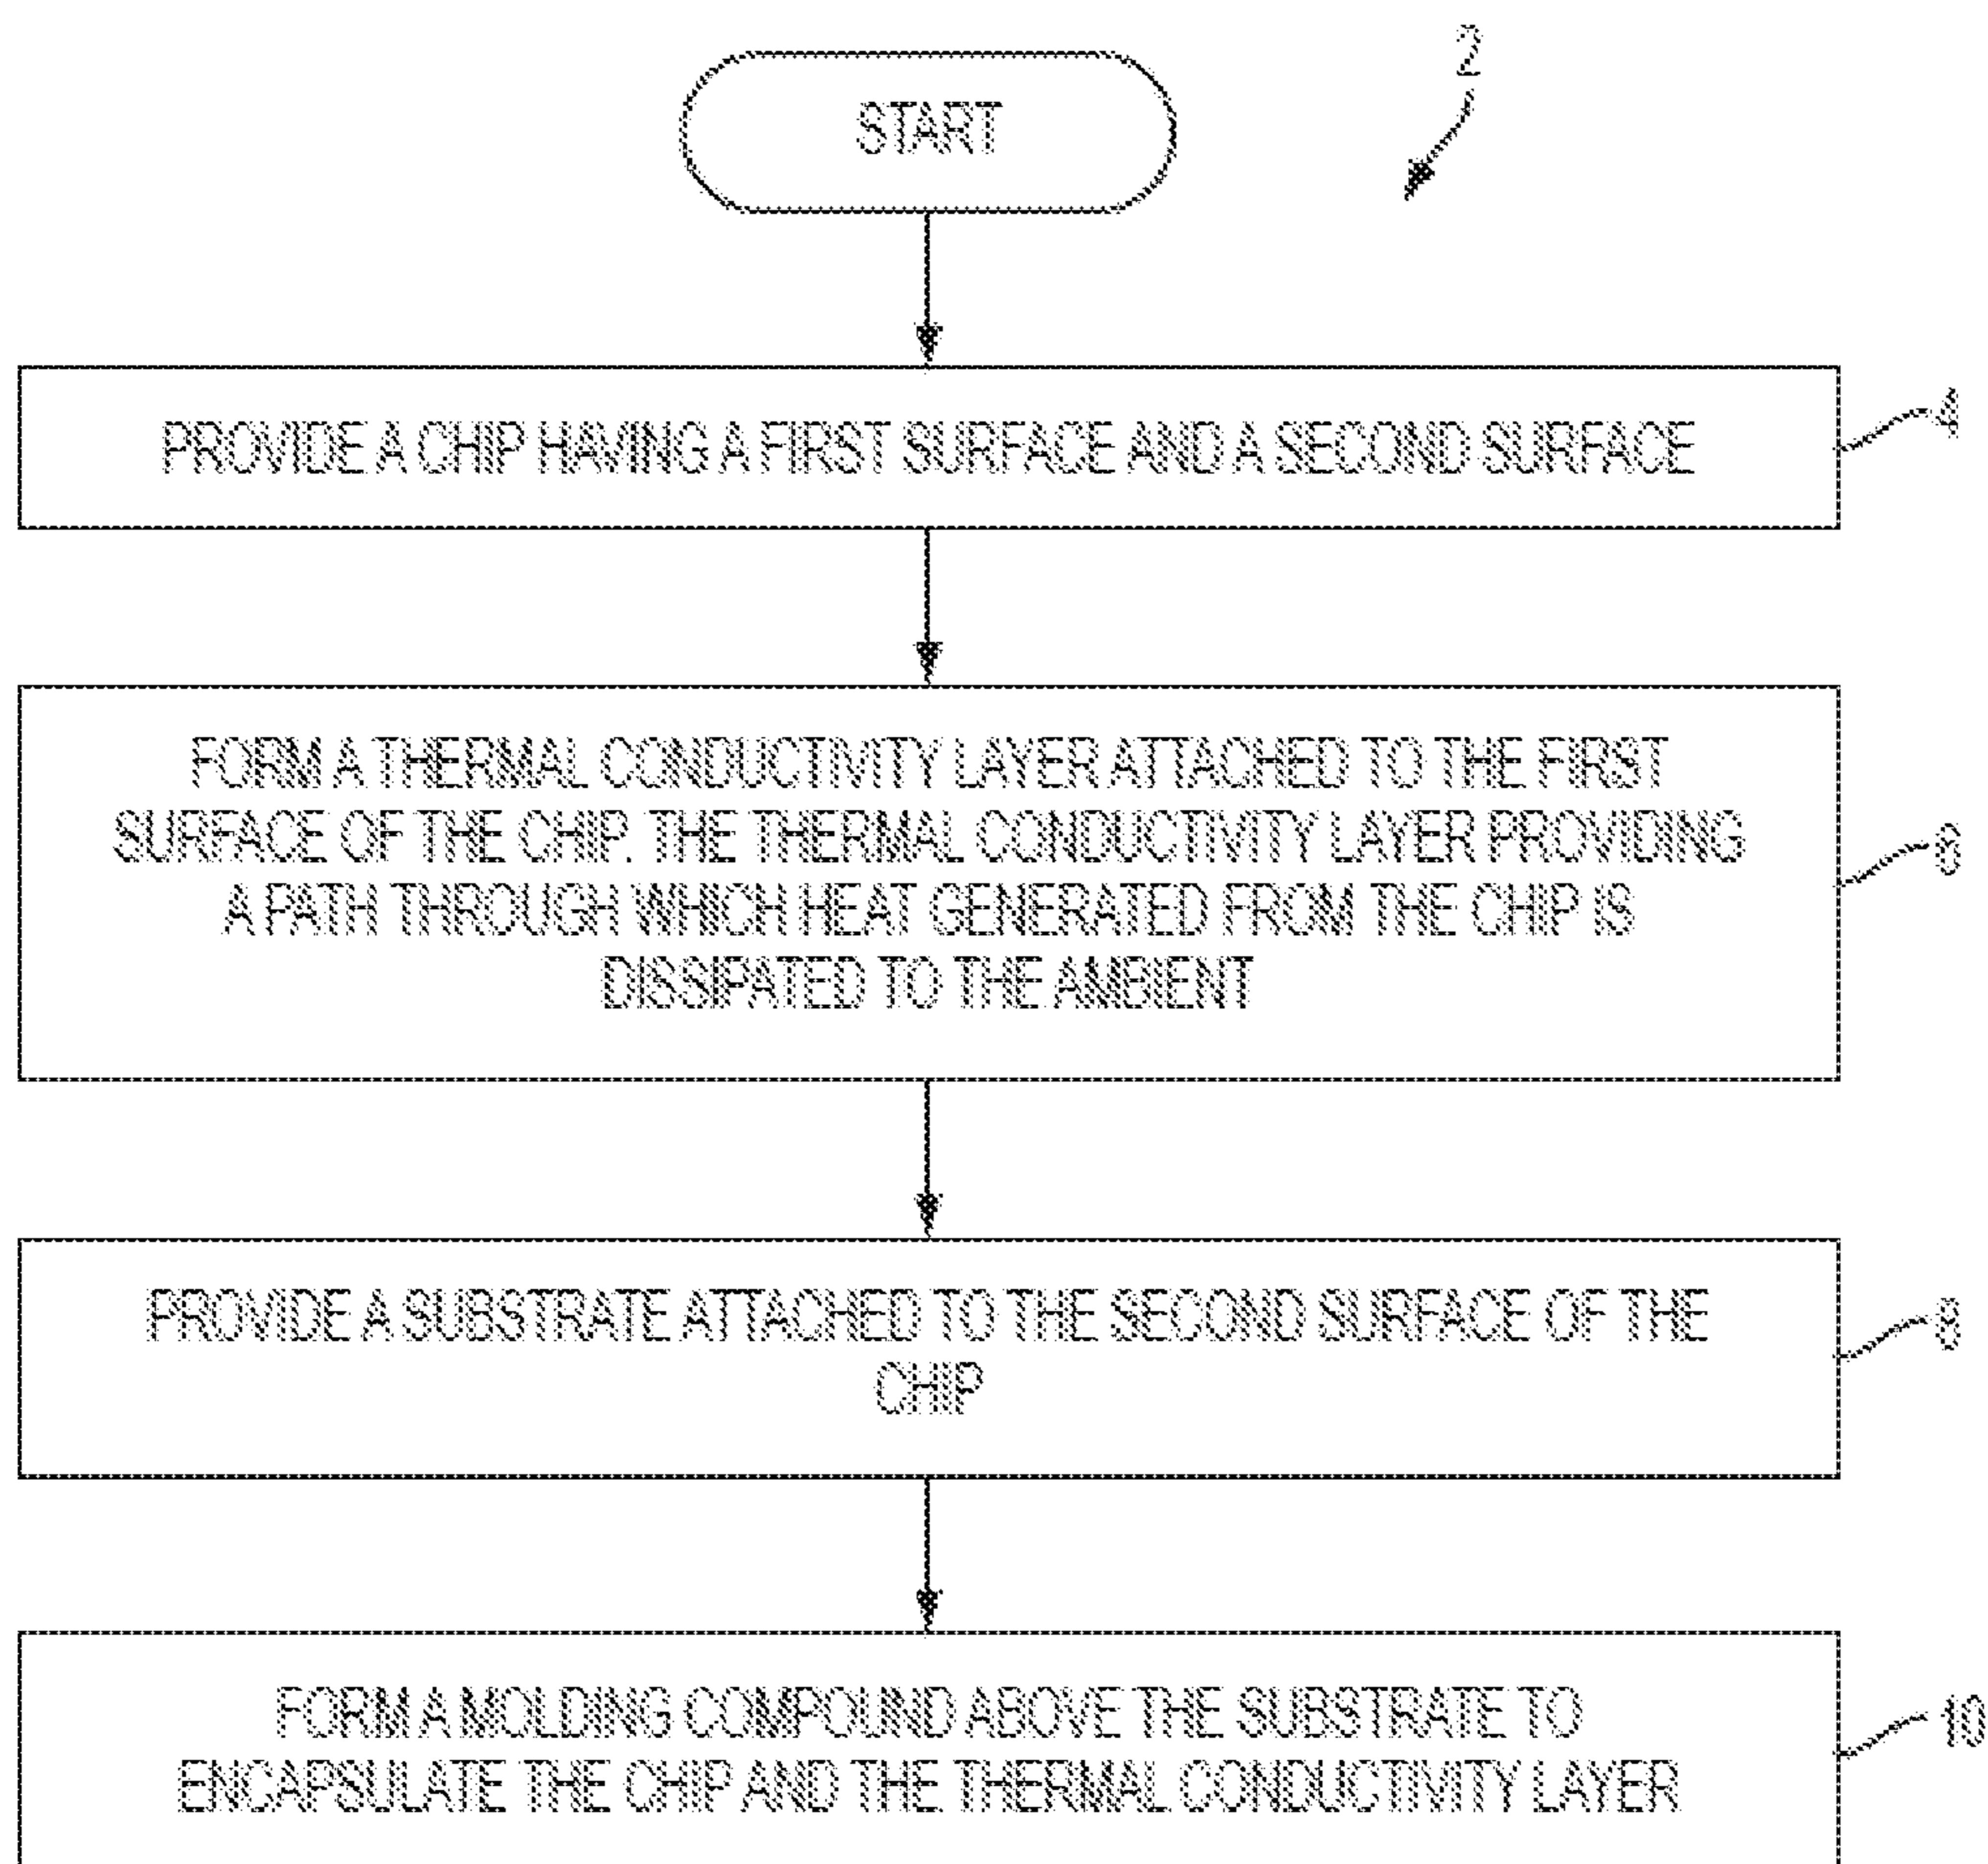 2
START
PROVIDE A CHIP HAVING A FIRST SURFACE AND A SECOND SURFACE
4
FORM A THERMAL CONDUCTIVITY LAYER ATTACHED TO THE FIRST
SURFACE OF THE CHIP. THE THERMAL CONDUCTIVITY LAYER PROVIDING
A PATH THROUGH WHICH HEAT GENERATED FROM THE CHIP IS
DISSIPATED TO THE AMBIENT
6
PROVIDE A SUBSTRATE ATTACHED TO THE SECOND SURFACE OF THE
CHIP
8
FORM A MOLDING COMPOUND ABOVE THE SUBSTRATE TO
ENCAPSULATE THE CHIP AND THE THERMAL CONDUCTIVITY LAYER
10